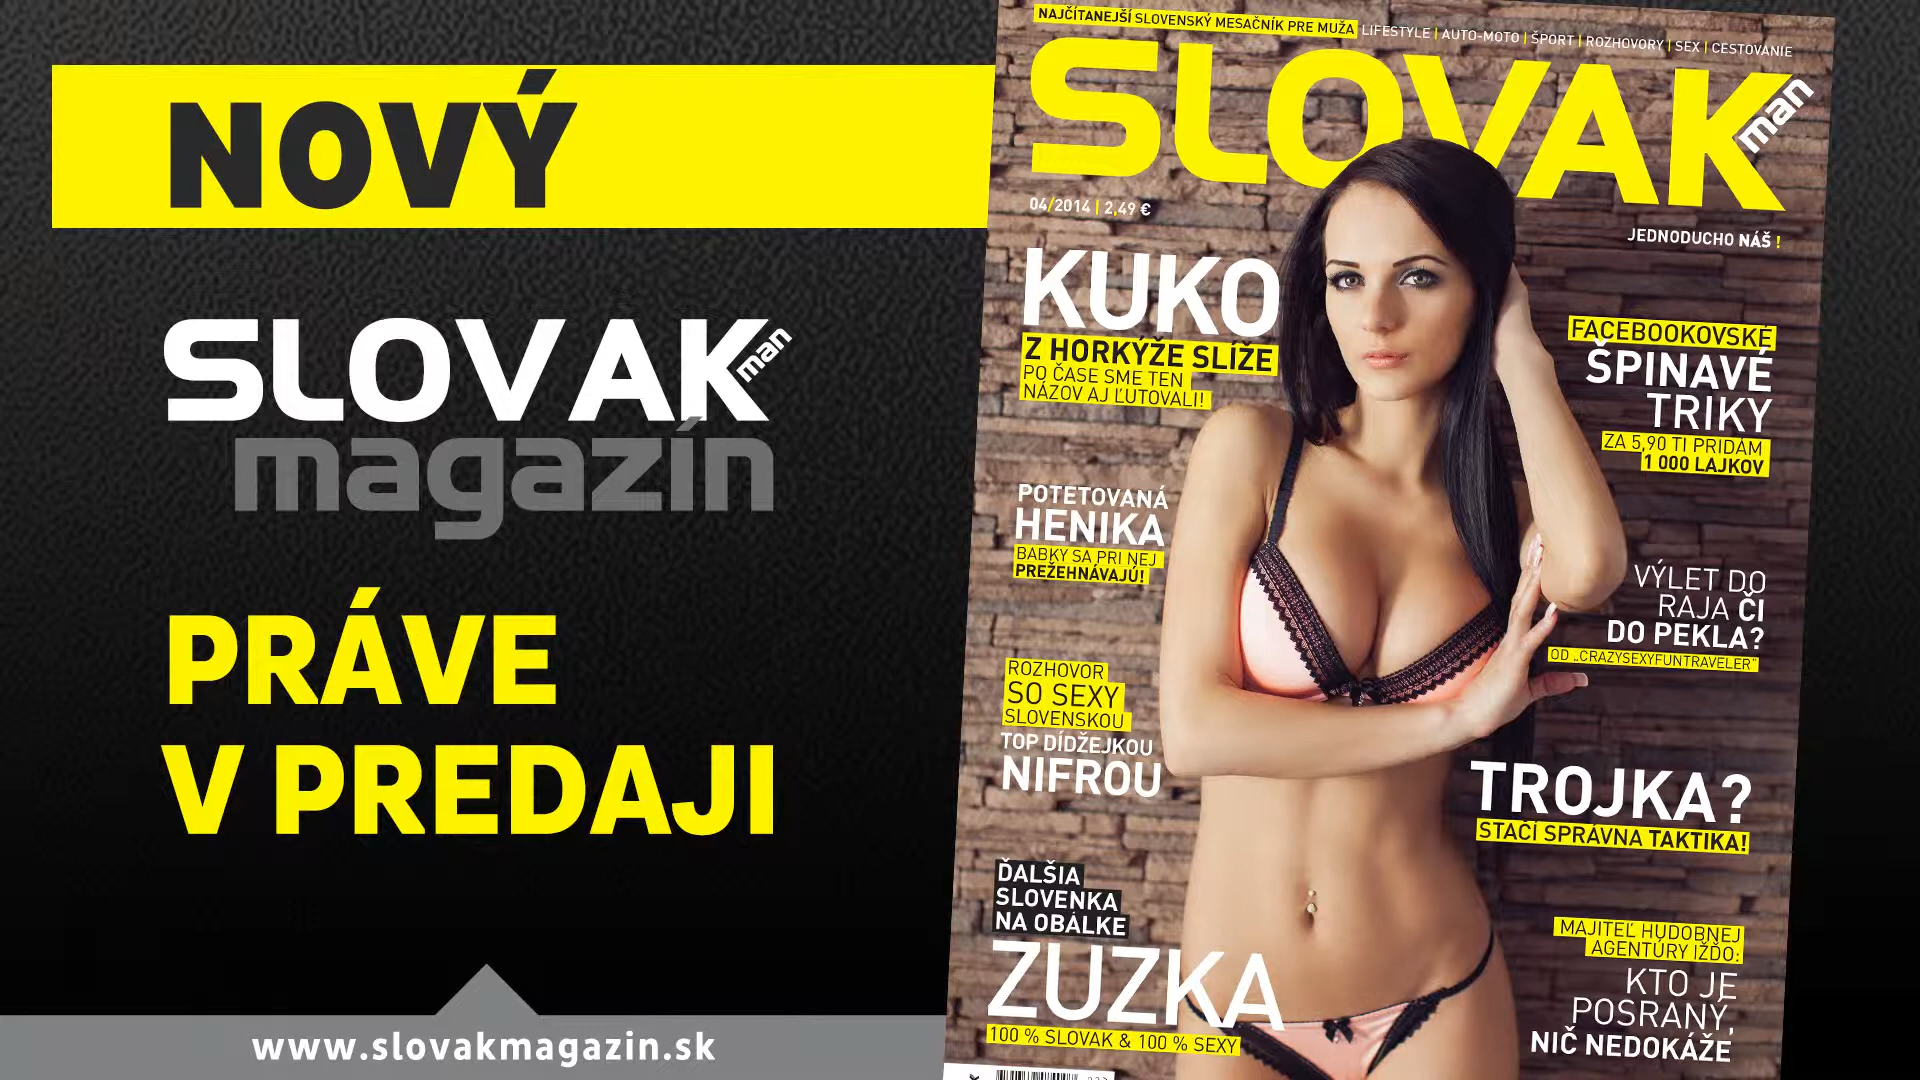 NOVÝ
SLOVAK man
magazín
PRÁVE
V PREDAJI
www.slovakmagazin.sk
NAJČÍTANEJŠÍ SLOVENSKÝ MESAČNÍK PRE MUŽA LIFESTYLE | AUTO-MOTO | ŠPORT | ROZHOVORY | SEX | CESTOVANIE
SLOVAK man
04/2014 | 2,49 €
JEDNODUCHO NÁŠ !
KUKO
Z HORKÝŽE SLÍŽE
PO ČASE SME TEN
NÁZOV AJ ĽUTOVALI!
POTETOVANÁ
HENIKA
BABKY SA PRI NEJ
PREŽEHNÁVAJÚ!
ROZHOVOR
SO SEXY
SLOVENSKOU
TOP DÍDŽEJKOU
NIFROU
ĎALŠIA
SLOVENKA
NA OBÁLKE
ZUZKA
100 % SLOVAK & 100 % SEXY
FACEBOOKOVSKÉ
ŠPINAVÉ
TRIKY
ZA 5,90 TI PRIDÁM
1 000 LAJKOV
VÝLET DO
RAJA ČI
DO PEKLA?
OD „CRAZYSEXYFUNTRAVELER"
TROJKA?
STAČÍ SPRÁVNA TAKTIKA!
MAJITEĽ HUDOBNEJ
AGENTÚRY IŽĎO:
KTO JE
POSRANÝ,
NIČ NEDOKÁŽE